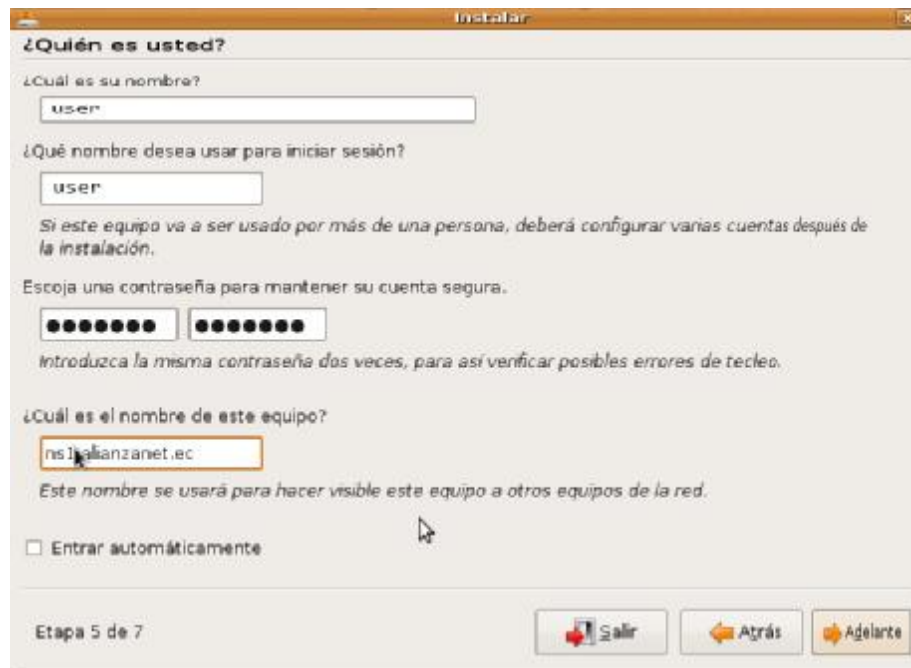 Instalar
¿Quién es usted?
¿Cuál es su nombre?
user
¿Qué nombre desea usar para iniciar sesión?
user
Si este equipo va a ser usado por más de una persona, deberá configurar varias cuentas después de
la instalación.
Escoja una contraseña para mantener su cuenta segura.
●●●●●●● ●●●●●●●
Introduzca la misma contraseña dos veces, para así verificar posibles errores de tecleo.
¿Cuál es el nombre de este equipo?
ns1.alianzanet.ec
Este nombre se usará para hacer visible este equipo a otros equipos de la red.
Entrar automáticamente
Etapa 5 de 7 Salir Atrás Adelante